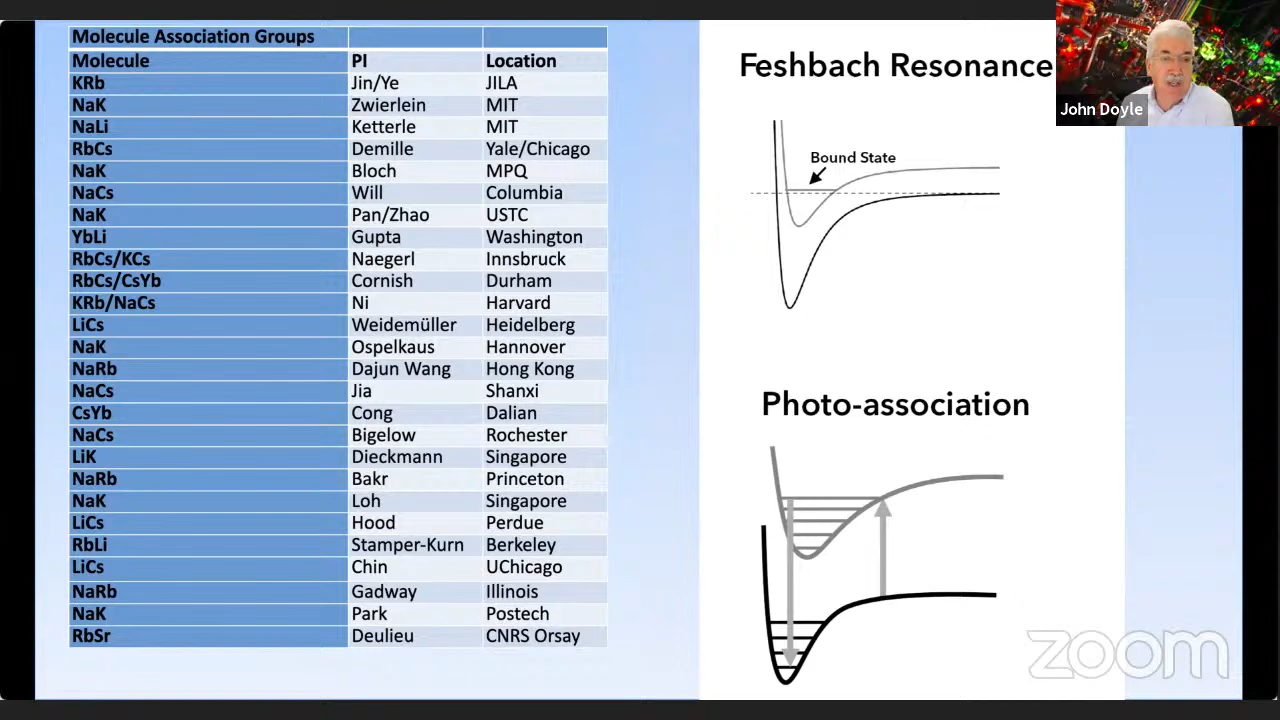 Molecule Association Groups
Molecule PI Location
KRb Jin/Ye JILA
NaK Zwierlein MIT
NaLi Ketterle MIT
RbCs Demille Yale/Chicago
NaK Bloch MPQ
NaCs Will Columbia
NaK Pan/Zhao USTC
YbLi Gupta Washington
RbCs/KCs Naegerl Innsbruck
RbCs/CsYb Cornish Durham
KRb/NaCs Ni Harvard
LiCs Weidemüller Heidelberg
NaK Ospelkaus Hannover
NaRb Dajun Wang Hong Kong
NaCs Jia Shanxi
CsYb Cong Dalian
NaCs Bigelow Rochester
LiK Dieckmann Singapore
NaRb Bakr Princeton
NaK Loh Singapore
LiCs Hood Perdue
RbLi Stamper-Kurn Berkeley
LiCs Chin UChicago
NaRb Gadway Illinois
NaK Park Postech
RbSr Deulieu CNRS Orsay
Feshbach Resonance
Bound State
Photo-association
John Doyle
zoom